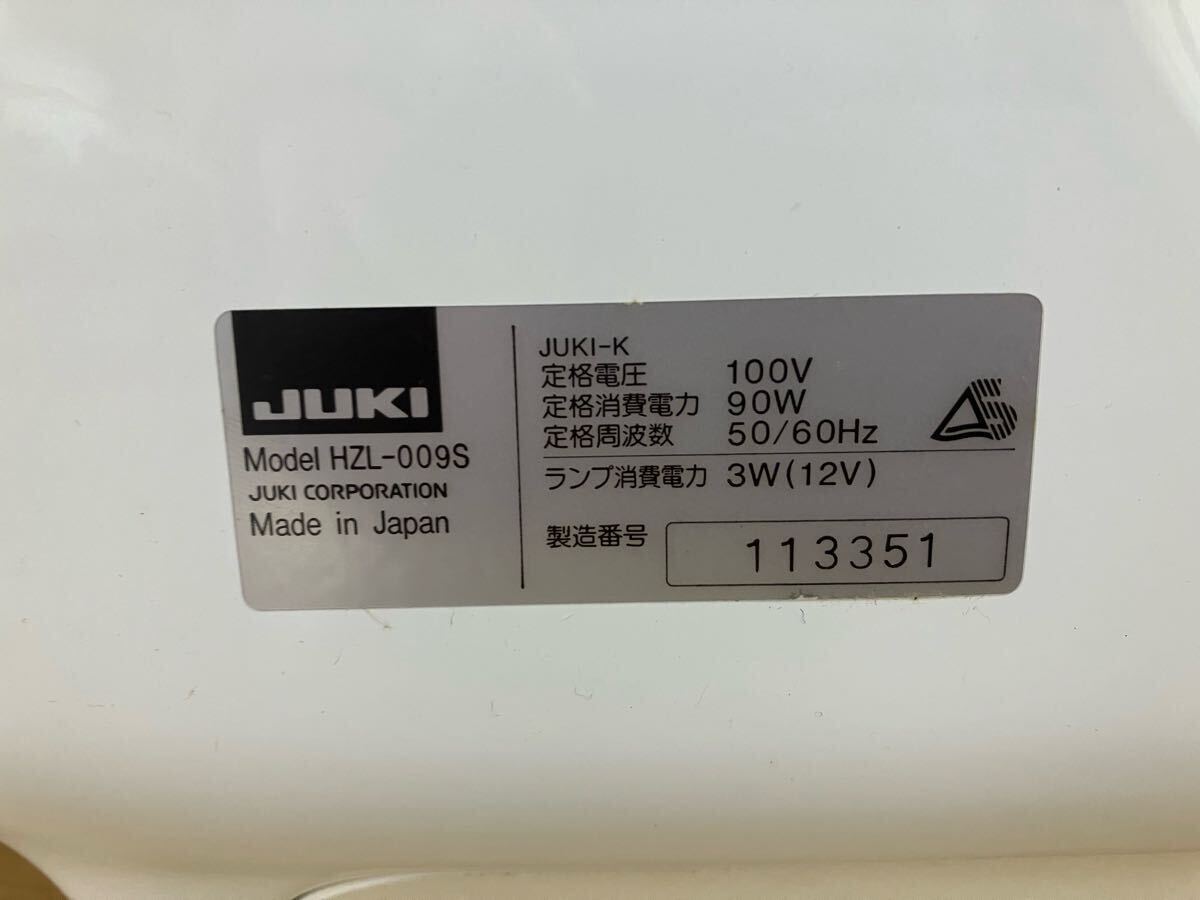 JUKI
Model HZL-009S
JUKI CORPORATION
Made in Japan
JUKI-K
定格電圧 100V
定格消費電力 90W
定格周波数 50/60Hz
ランプ消費電力 3W(12V)
製造番号 113351